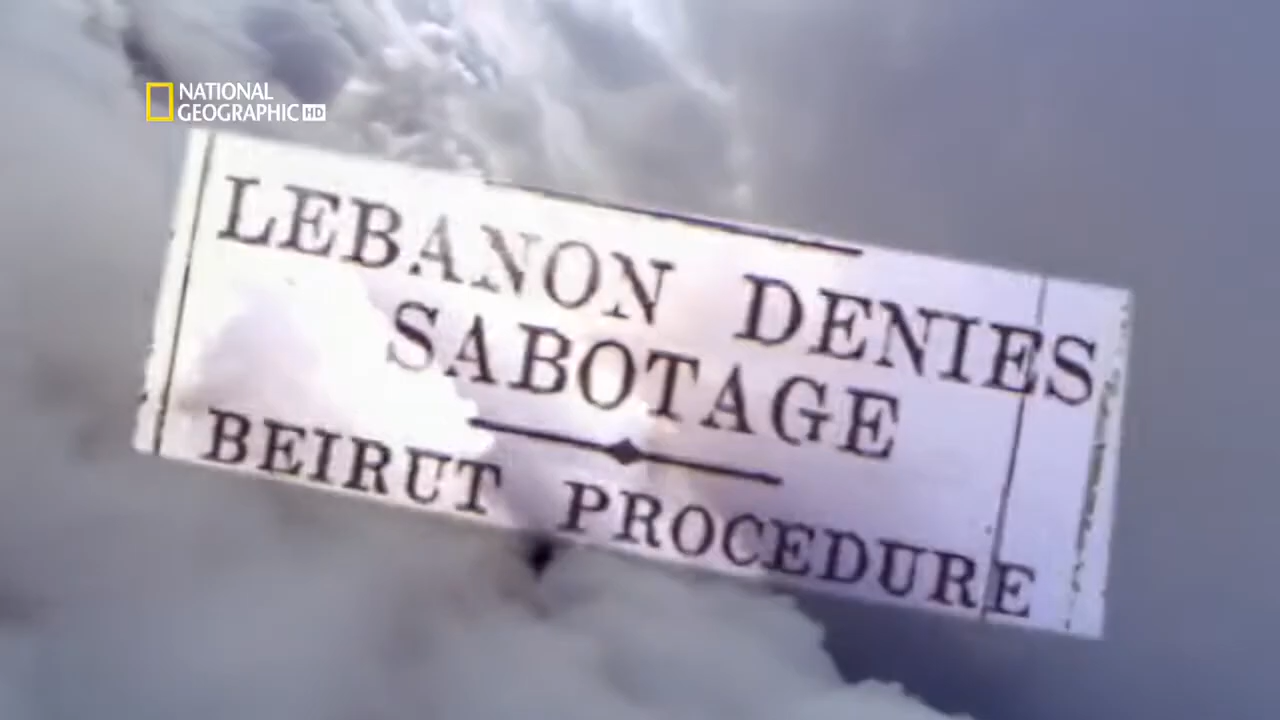 NATIONAL
GEOGRAPHIC HD
LEBANON DENIES
SABOTAGE
BEIRUT PROCEDURE